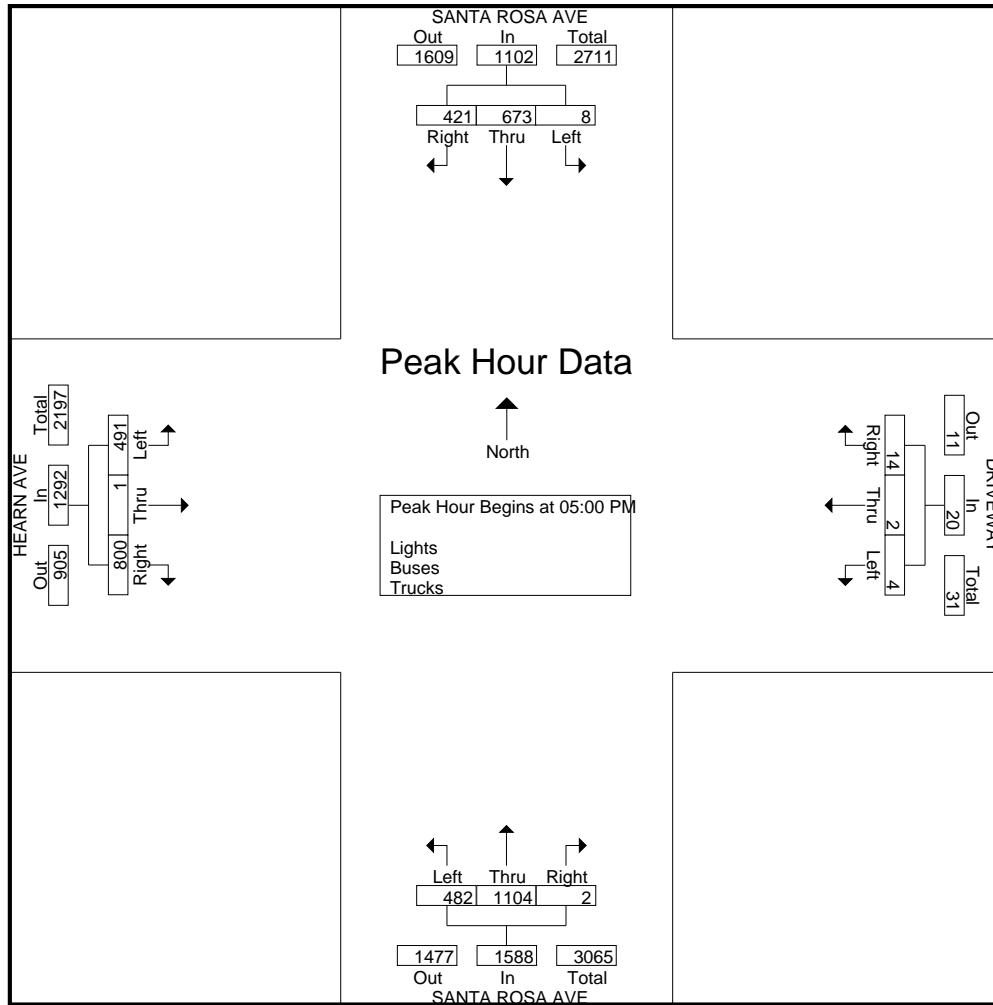 SANTA ROSA AVE
Out In Total
1609 1102 2711
421 673 8
Right Thru Left
Peak Hour Data
North
Peak Hour Begins at 05:00 PM
Lights
Buses
Trucks
HEARN AVE
Out In Total
905 1292 2197
800 1 491
Right Thru Left
DRIVEWAY
Out In Total
11 20 31
14 2 4
Right Thru Left
Left Thru Right
482 1104 2
1477 1588 3065
Out In Total
SANTA ROSA AVE